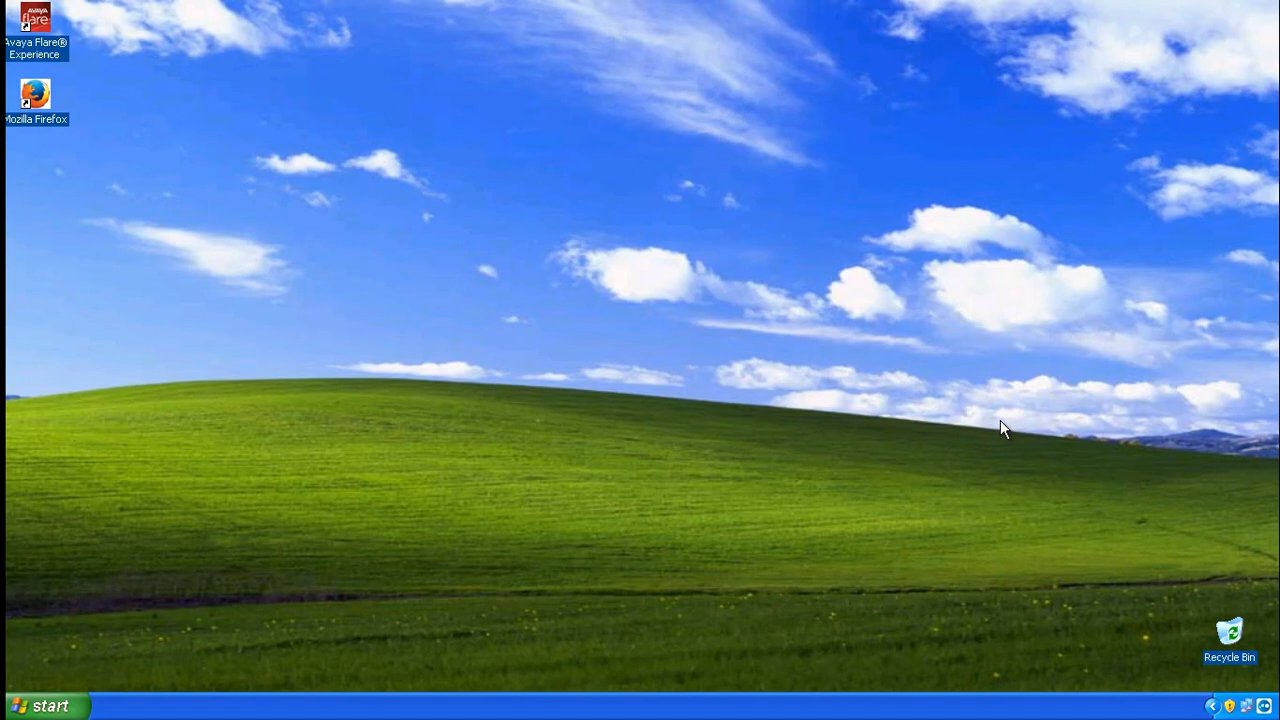 AVAYA
flare
Avaya Flare®
Experience
Mozilla Firefox
Recycle Bin
start